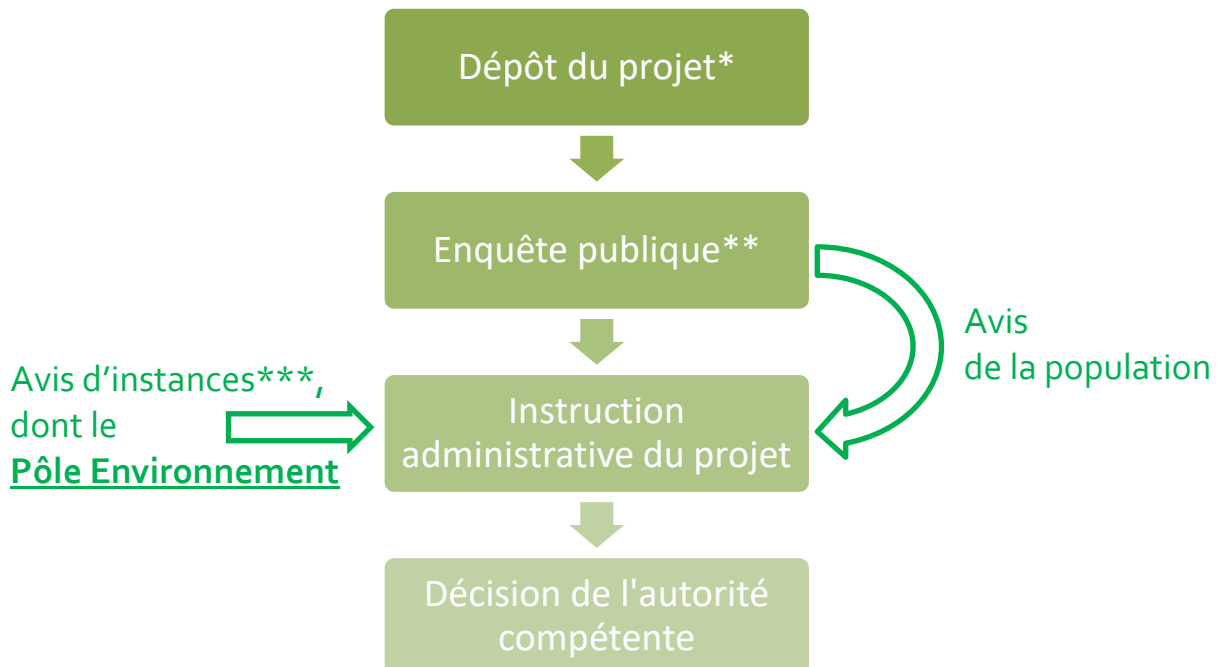 Dépôt du projet*
Enquête publique**
Avis
de la population
Avis d’instances***,
dont le
Pôle Environnement
Instruction
administrative du projet
Décision de l'autorité
compétente